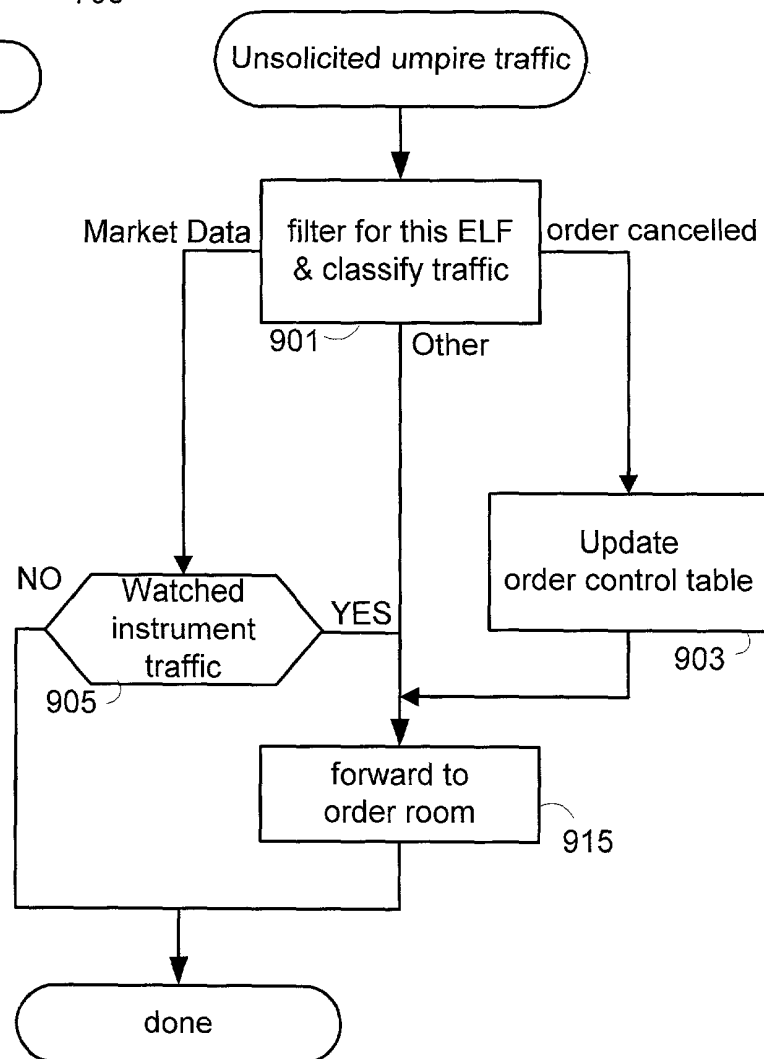 Unsolicited umpire traffic
Market Data
filter for this ELF
& classify traffic
order cancelled
901
Other
Update
order control table
903
NO
Watched
instrument
traffic
YES
905
forward to
order room
915
done